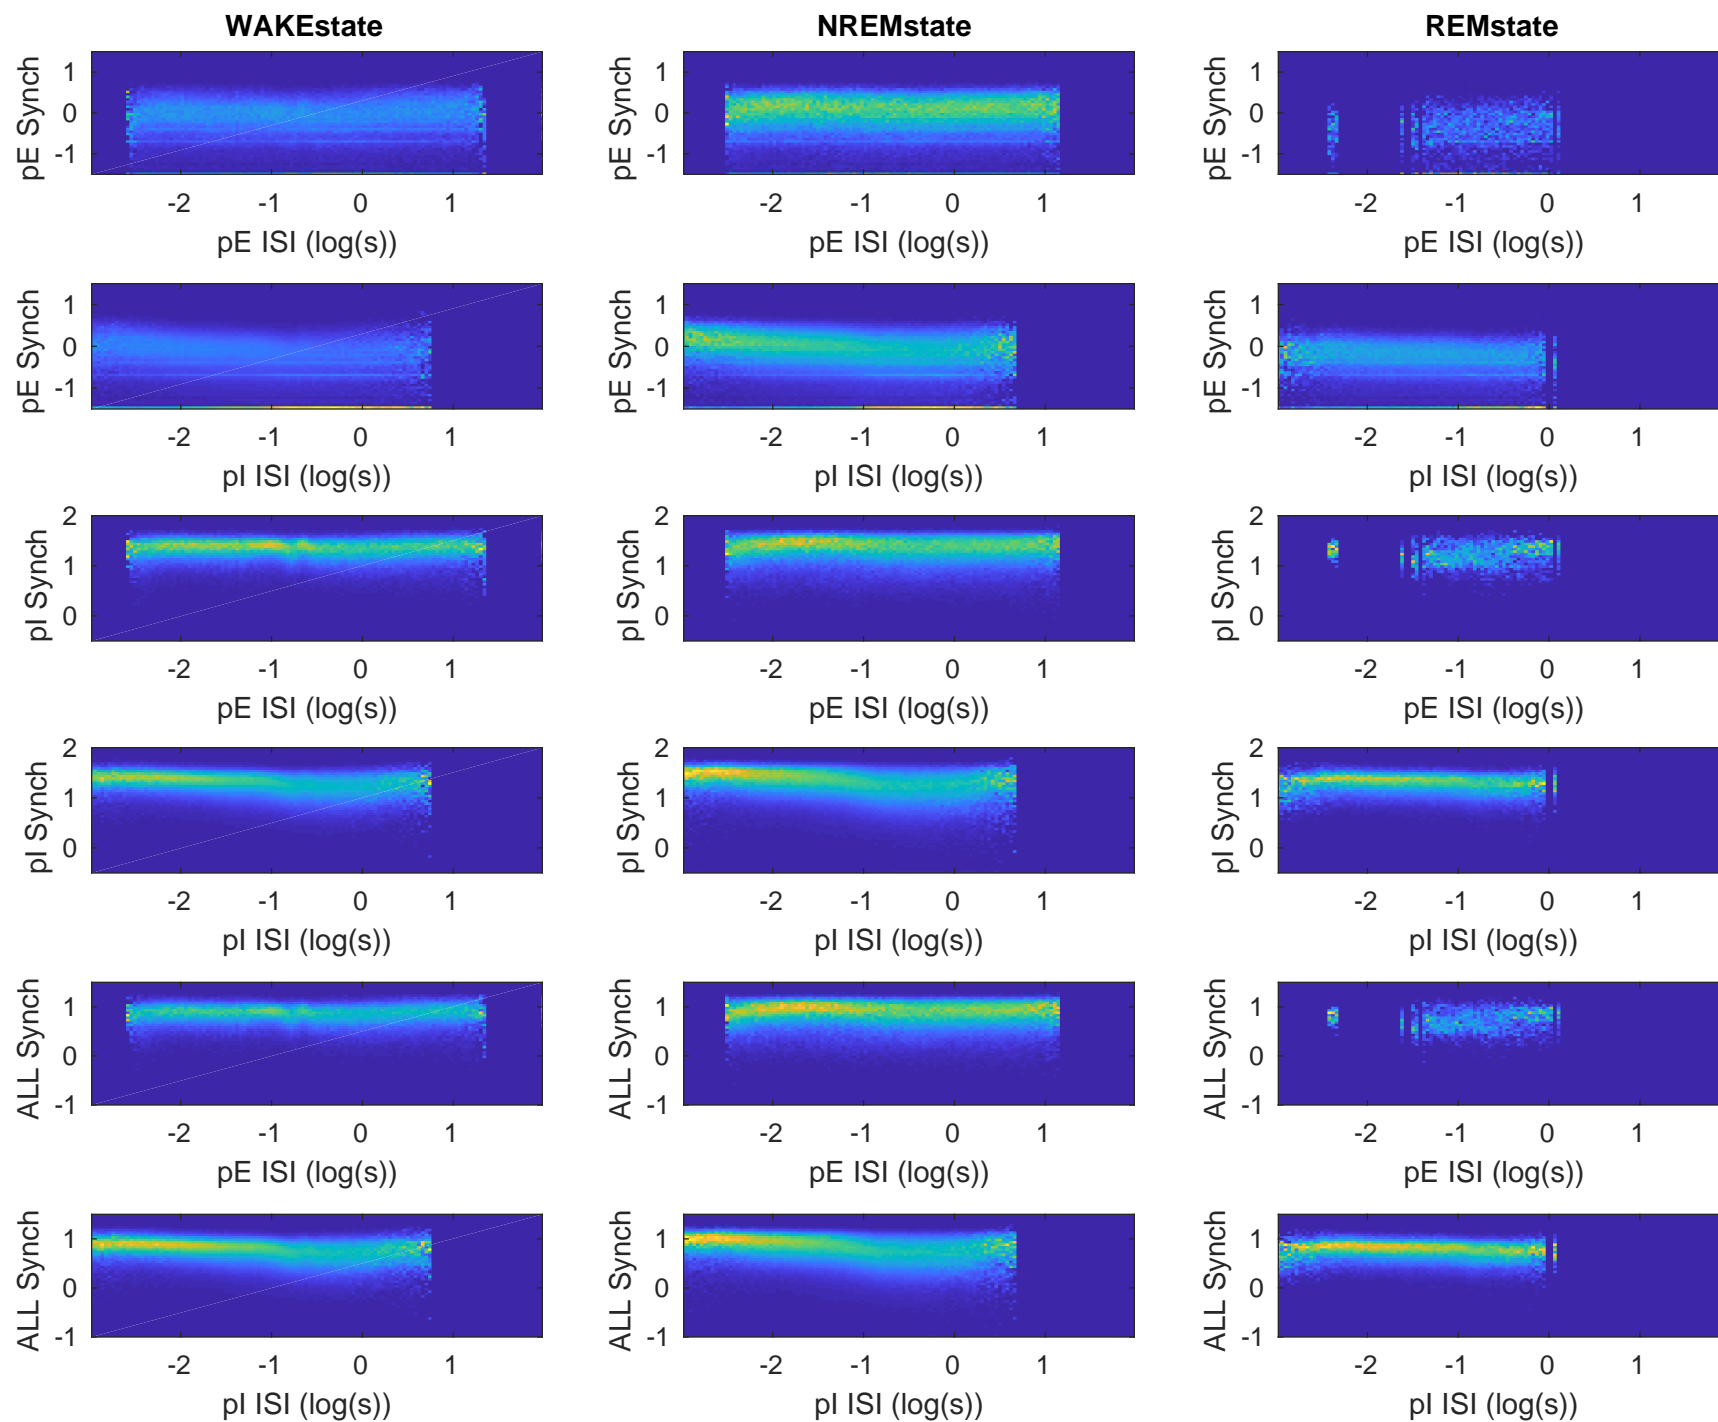 WAKEstate NREMstate REMstate
1 1 1
pE Synch 0 pE Synch 0 pE Synch 0
-1 -1 -1
-2 -1 0 1 -2 -1 0 1 -2 -1 0 1
pE ISI (log(s)) pE ISI (log(s)) pE ISI (log(s))
1 1 1
pE Synch 0 pE Synch 0 pE Synch 0
-1 -1 -1
-2 -1 0 1 -2 -1 0 1 -2 -1 0 1
pI ISI (log(s)) pI ISI (log(s)) pI ISI (log(s))
2 2 2
pI Synch 1 pI Synch 1 pI Synch 1
0 0 0
-2 -1 0 1 -2 -1 0 1 -2 -1 0 1
pE ISI (log(s)) pE ISI (log(s)) pE ISI (log(s))
2 2 2
pI Synch 1 pI Synch 1 pI Synch 1
0 0 0
-2 -1 0 1 -2 -1 0 1 -2 -1 0 1
pI ISI (log(s)) pI ISI (log(s)) pI ISI (log(s))
1 1 1
ALL Synch 0 ALL Synch 0 ALL Synch 0
-1 -1 -1
-2 -1 0 1 -2 -1 0 1 -2 -1 0 1
pE ISI (log(s)) pE ISI (log(s)) pE ISI (log(s))
1 1 1
ALL Synch 0 ALL Synch 0 ALL Synch 0
-1 -1 -1
-2 -1 0 1 -2 -1 0 1 -2 -1 0 1
pI ISI (log(s)) pI ISI (log(s)) pI ISI (log(s))